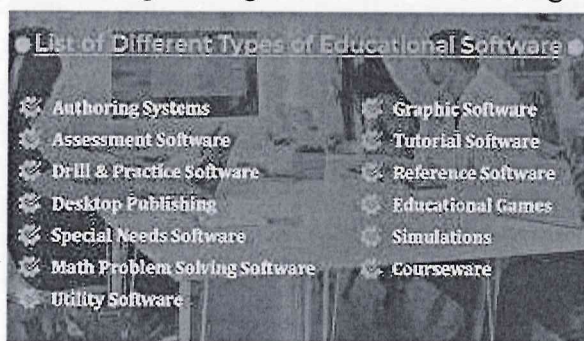 List of Different Types of Educational Software
Authoring Systems
Assessment Software
Drill & Practice Software
Desktop Publishing
Special Needs Software
Math Problem Solving Software
Utility Software
Graphic Software
Tutorial Software
Reference Software
Educational Games
Simulations
Courseware